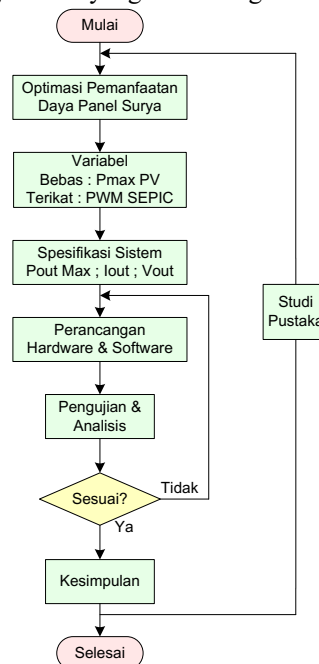 Mulai
Optimasi Pemanfaatan
Daya Panel Surya
Variabel
Bebas : Pmax PV
Terikat : PWM SEPIC
Spesifikasi Sistem
Pout Max ; Iout ; Vout
Studi
Pustaka
Perancangan
Hardware & Software
Pengujian &
Analisis
Sesuai?
Tidak
Ya
Kesimpulan
Selesai